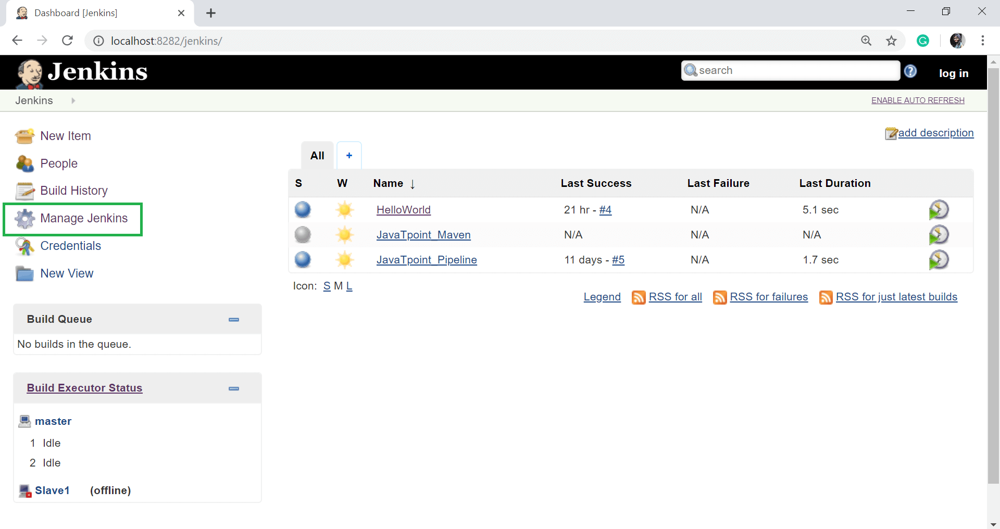 Dashboard [Jenkins]
localhost:8282/jenkins/
Jenkins
search
log in
Jenkins
ENABLE AUTO REFRESH
New Item
People
Build History
Manage Jenkins
Credentials
New View
add description
All +
S W Name ↓ Last Success Last Failure Last Duration
HelloWorld 21 hr - #4 N/A 5.1 sec
JavaTpoint_Maven N/A N/A N/A
JavaTpoint_Pipeline 11 days - #5 N/A 1.7 sec
Icon: S M L
Legend RSS for all RSS for failures RSS for just latest builds
Build Queue
No builds in the queue.
Build Executor Status
master
1 Idle
2 Idle
Slave1 (offline)